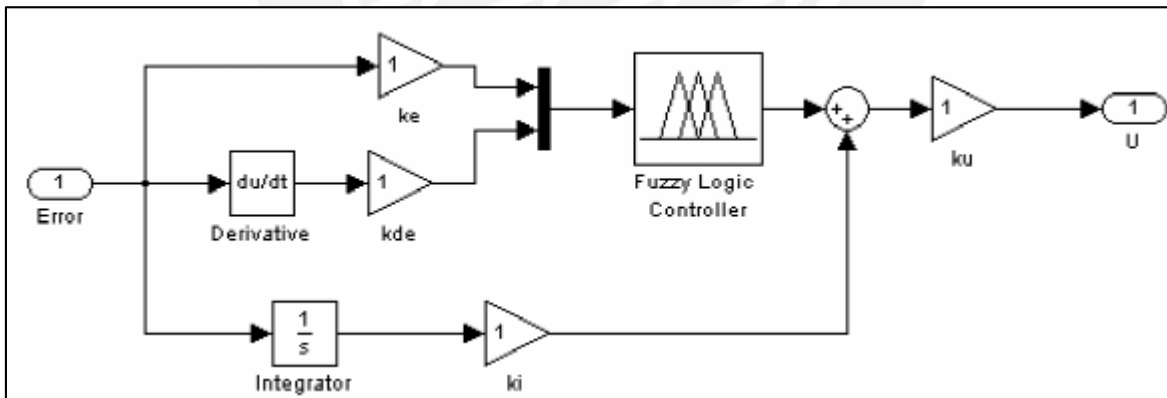 1
ke
1
Error
du/dt
Derivative
1
kde
Fuzzy Logic
Controller
+
+
1
ku
1
U
1
s
Integrator
1
ki